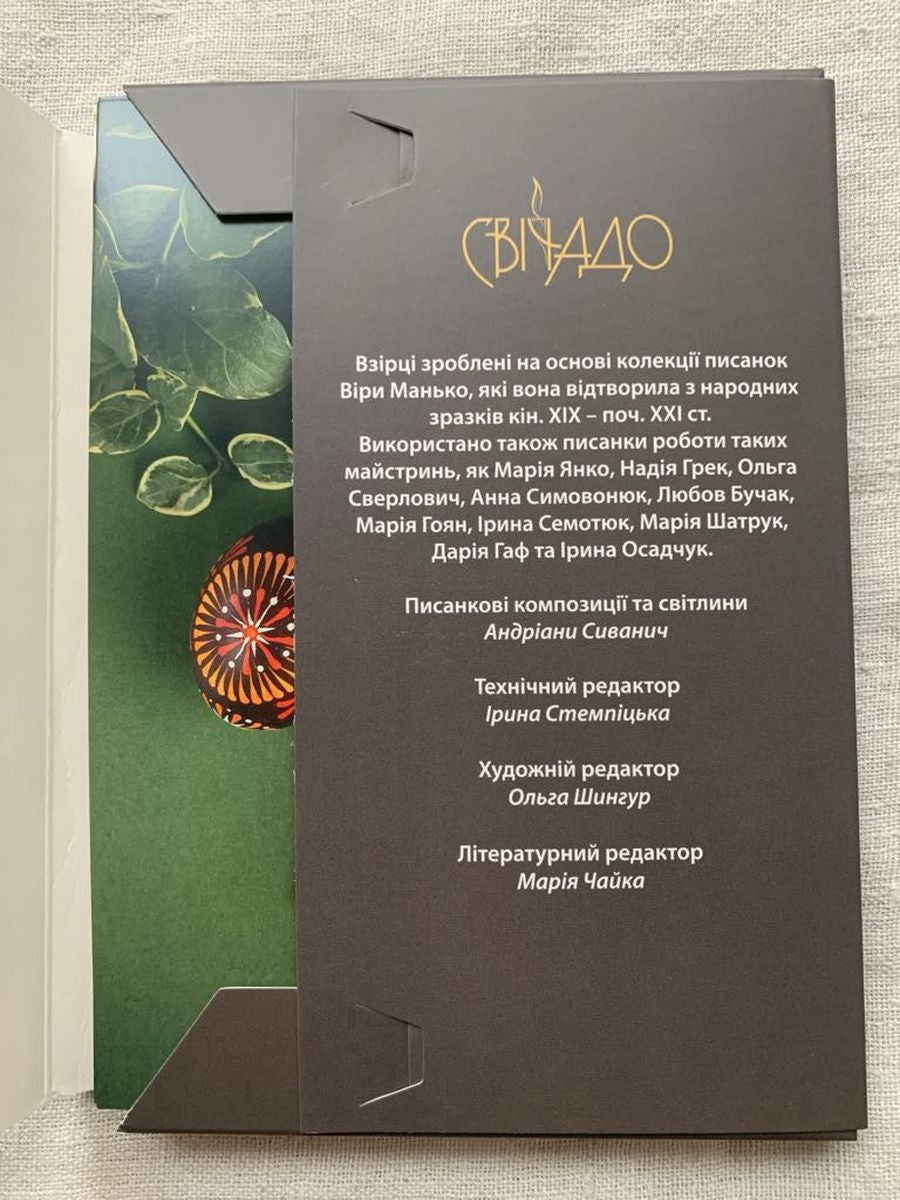 СВІЧАДО
Взірці зроблені на основі колекції писанок
Віри Манько, які вона відтворила з народних
зразків кін. ХІХ – поч. ХХІ ст.
Використано також писанки роботи таких
майстринь, як Марія Янко, Надія Грек, Ольга
Сверлович, Анна Симовонюк, Любов Бучак,
Марія Гоян, Ірина Семотюк, Марія Шатрук,
Дарія Гаф та Ірина Осадчук.
Писанкові композиції та світлини
Андріани Сиванич
Технічний редактор
Ірина Стемпіцька
Художній редактор
Ольга Шингур
Літературний редактор
Марія Чайка